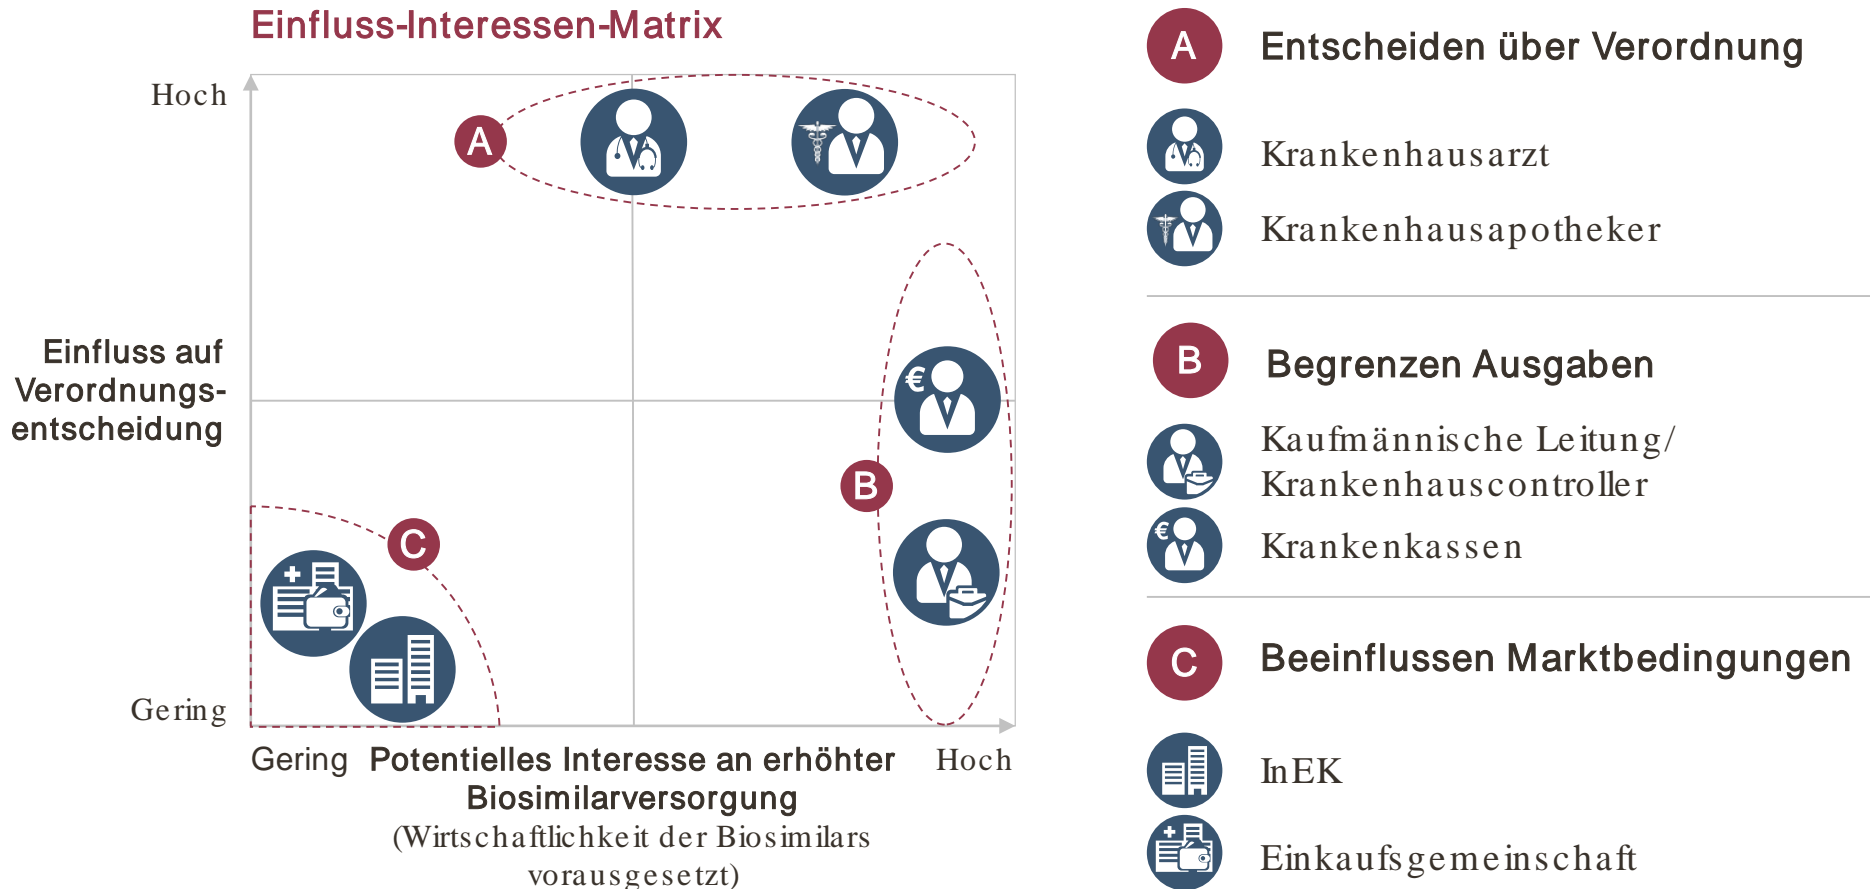 Einfluss-Interessen-Matrix
Hoch
A
Einfluss auf
Verordnungs-
entscheidung
€
B
C
Gering
Gering
Potentielles Interesse an erhöhter
Biosimilarversorgung
(Wirtschaftlichkeit der Biosimilars
vorausgesetzt)
Hoch
A
Entscheiden über Verordnung
Krankenhausarzt
Krankenhausapotheker
B
Begrenzen Ausgaben
Kaufmännische Leitung/
Krankenhauscontroller
€
Krankenkassen
C
Beeinflussen Marktbedingungen
InEK
Einkaufsgemeinschaft